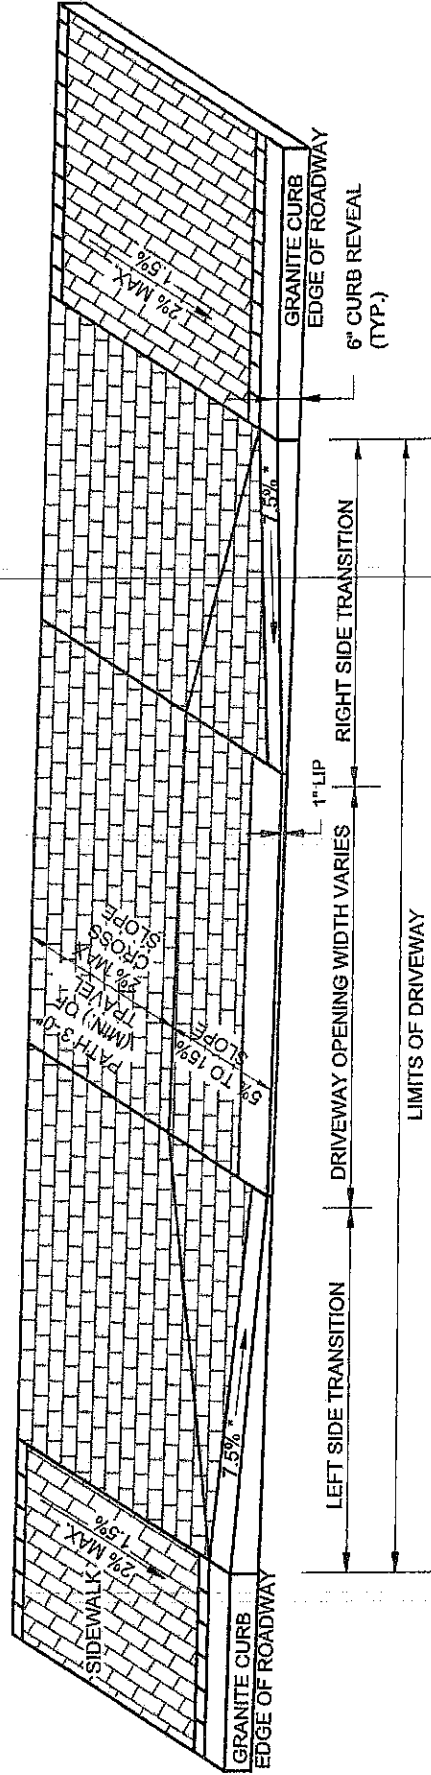 SIDEWALK
2% MAX.
1.5%
GRANITE CURB
EDGE OF ROADWAY
7.5% *
LEFT SIDE TRANSITION
PATH 3'-0"
(MIN) OF
TRAVEL
2% MAX
CROSS
SLOPE
5% TO 15%
SLOPE
DRIVEWAY OPENING WIDTH VARIES
1" LIP
LIMITS OF DRIVEWAY
7.5% *
RIGHT SIDE TRANSITION
2% MAX.
1.5%
GRANITE CURB
EDGE OF ROADWAY
6" CURB REVEAL
(TYP.)